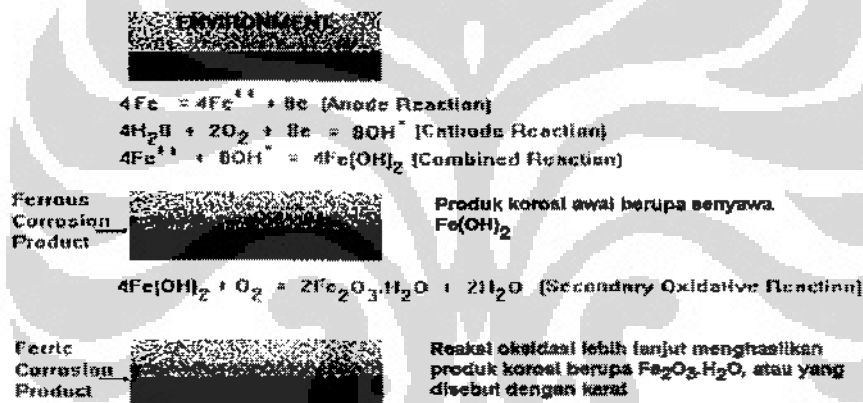 ENVIRONMENT
4Fe = 4Fe⁺⁺ + 8e (Anode Reaction)
4H₂O + 2O₂ + 8e = 8OH⁻ (Cathode Reaction)
4Fe⁺⁺ + 8OH⁻ = 4Fe(OH)₂ (Combined Reaction)
Ferrous
Corrosion
Product
Produk korosi awal berupa senyawa
Fe(OH)₂
4Fe(OH)₂ + O₂ = 2Fe₂O₃.H₂O + 2H₂O (Secondary Oxidative Reaction)
Ferric
Corrosion
Product
Reaksi oksidasi lebih lanjut menghasilkan
produk korosi berupa Fe₂O₃.H₂O, atau yang
disebut dengan karat